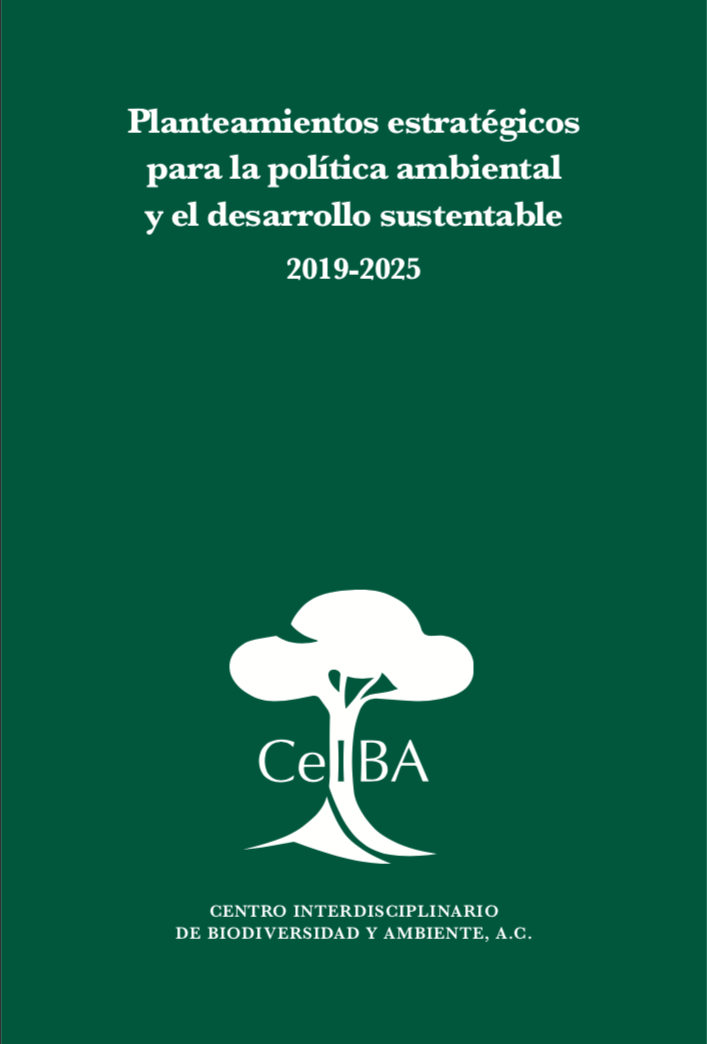 Planteamientos estratégicos
para la política ambiental
y el desarrollo sustentable
2019-2025
CeIBA
CENTRO INTERDISCIPLINARIO
DE BIODIVERSIDAD Y AMBIENTE, A.C.